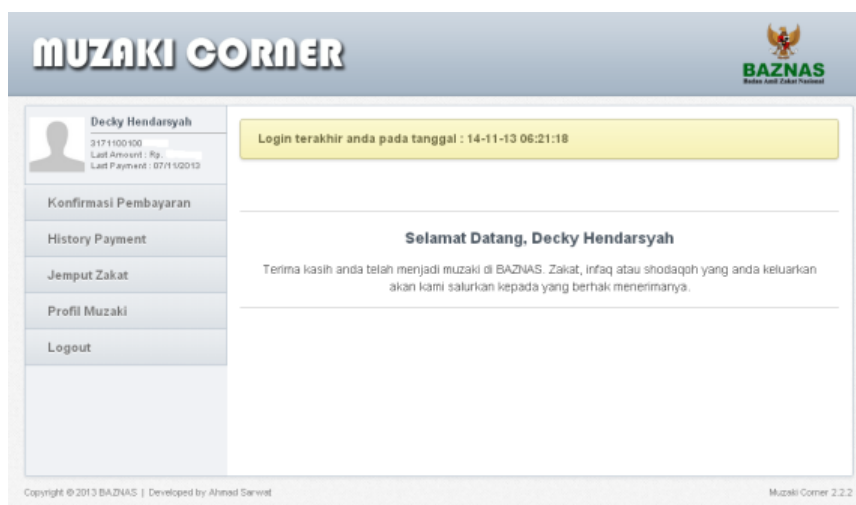 MUZAKI CORNER
BAZNAS
Badan Amil Zakat Nasional
Decky Hendarsyah
3171100100
Last Amount : Rp.
Last Payment : 07/11/2013
Login terakhir anda pada tanggal : 14-11-13 06:21:18
Konfirmasi Pembayaran
History Payment
Jemput Zakat
Profil Muzaki
Logout
Selamat Datang, Decky Hendarsyah
Terima kasih anda telah menjadi muzaki di BAZNAS. Zakat, infaq atau shodaqoh yang anda keluarkan
akan kami salurkan kepada yang berhak menerimanya.
Copyright © 2013 BAZNAS | Developed by Ahmad Sarwat
Muzaki Corner 2.2.2